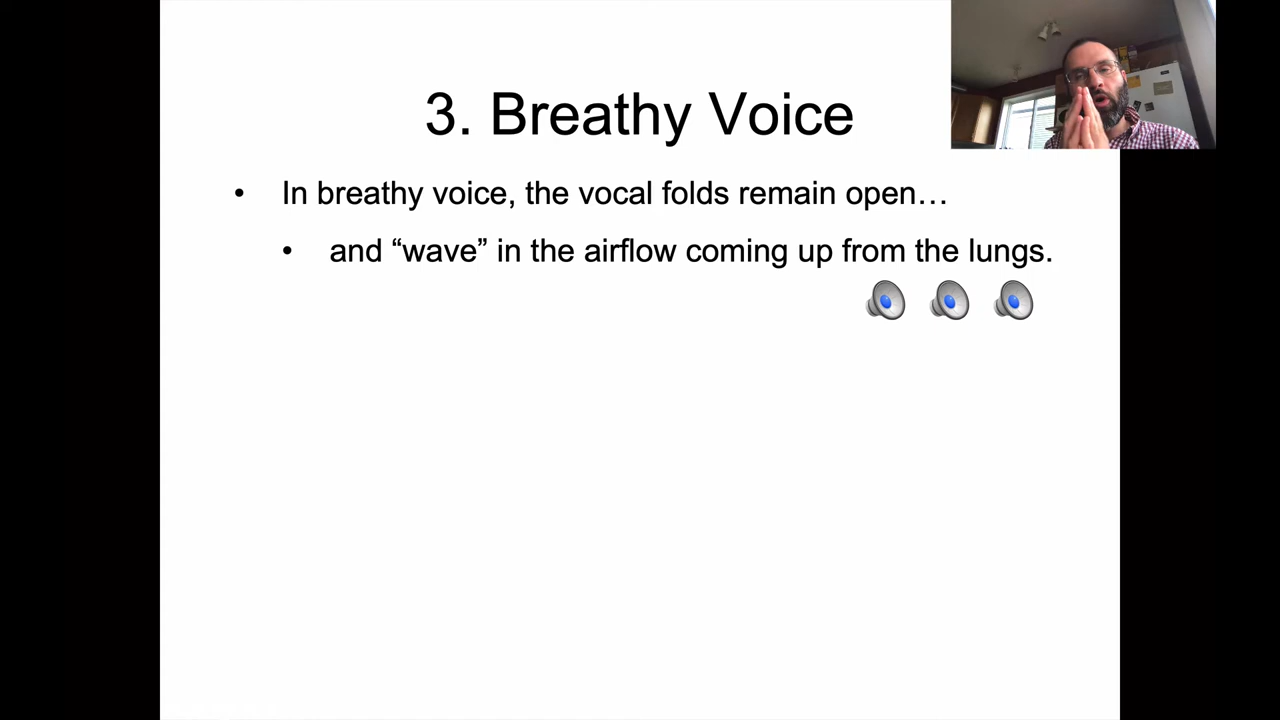 3. Breathy Voice
• In breathy voice, the vocal folds remain open…
• and “wave” in the airflow coming up from the lungs.